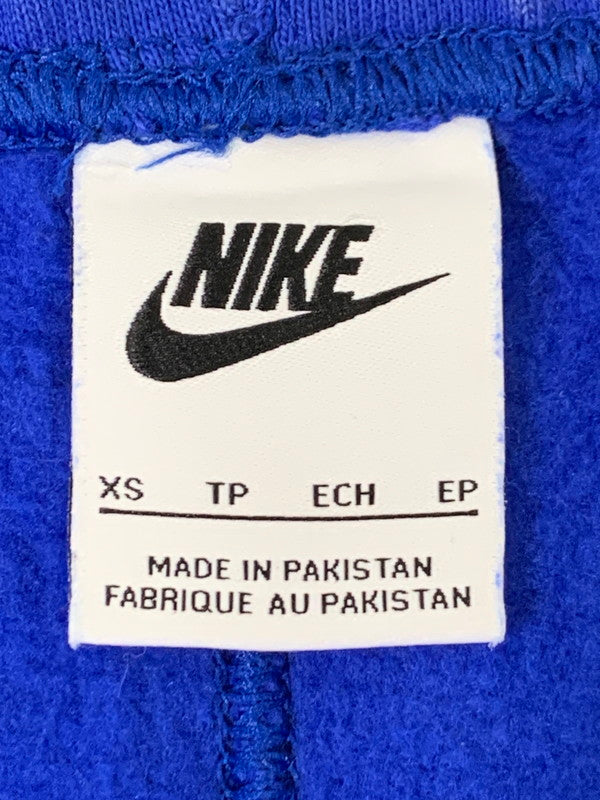 NIKE
XS TP ECH EP
MADE IN PAKISTAN
FABRIQUE AU PAKISTAN